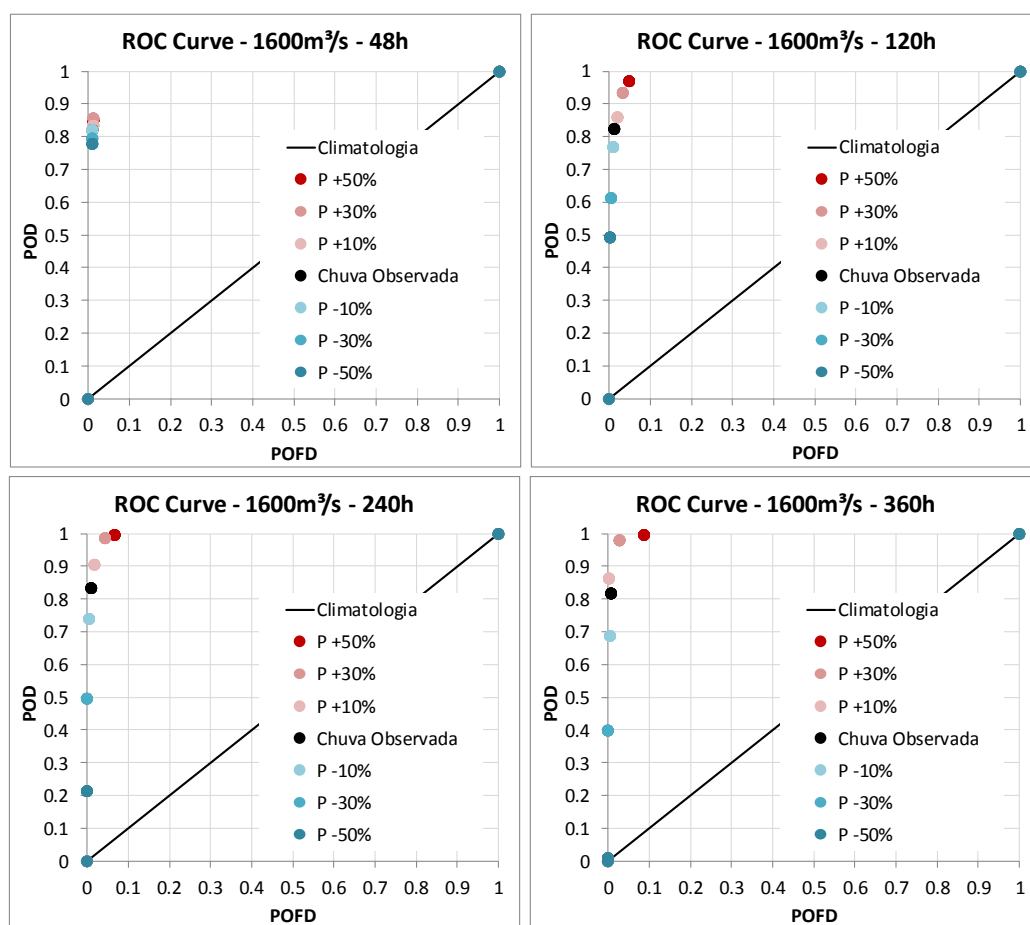 ROC Curve - 1600m³/s - 48h
1
0.9
0.8
0.7
0.6
0.5
0.4
0.3
0.2
0.1
0
POD
Climatologia
P +50%
P +30%
P +10%
Chuva Observada
P -10%
P -30%
P -50%
0 0.1 0.2 0.3 0.4 0.5 0.6 0.7 0.8 0.9 1
POFD
ROC Curve - 1600m³/s - 120h
1
0.9
0.8
0.7
0.6
0.5
0.4
0.3
0.2
0.1
0
POD
Climatologia
P +50%
P +30%
P +10%
Chuva Observada
P -10%
P -30%
P -50%
0 0.1 0.2 0.3 0.4 0.5 0.6 0.7 0.8 0.9 1
POFD
ROC Curve - 1600m³/s - 240h
1
0.9
0.8
0.7
0.6
0.5
0.4
0.3
0.2
0.1
0
POD
Climatologia
P +50%
P +30%
P +10%
Chuva Observada
P -10%
P -30%
P -50%
0 0.1 0.2 0.3 0.4 0.5 0.6 0.7 0.8 0.9 1
POFD
ROC Curve - 1600m³/s - 360h
1
0.9
0.8
0.7
0.6
0.5
0.4
0.3
0.2
0.1
0
POD
Climatologia
P +50%
P +30%
P +10%
Chuva Observada
P -10%
P -30%
P -50%
0 0.1 0.2 0.3 0.4 0.5 0.6 0.7 0.8 0.9 1
POFD